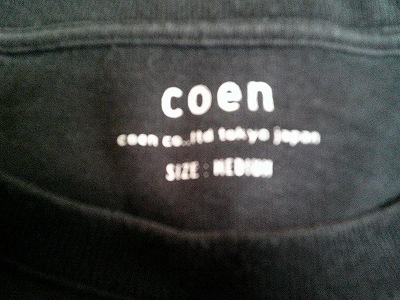 coen
coen co.,ltd tokyo japan
SIZE : MEDIUM